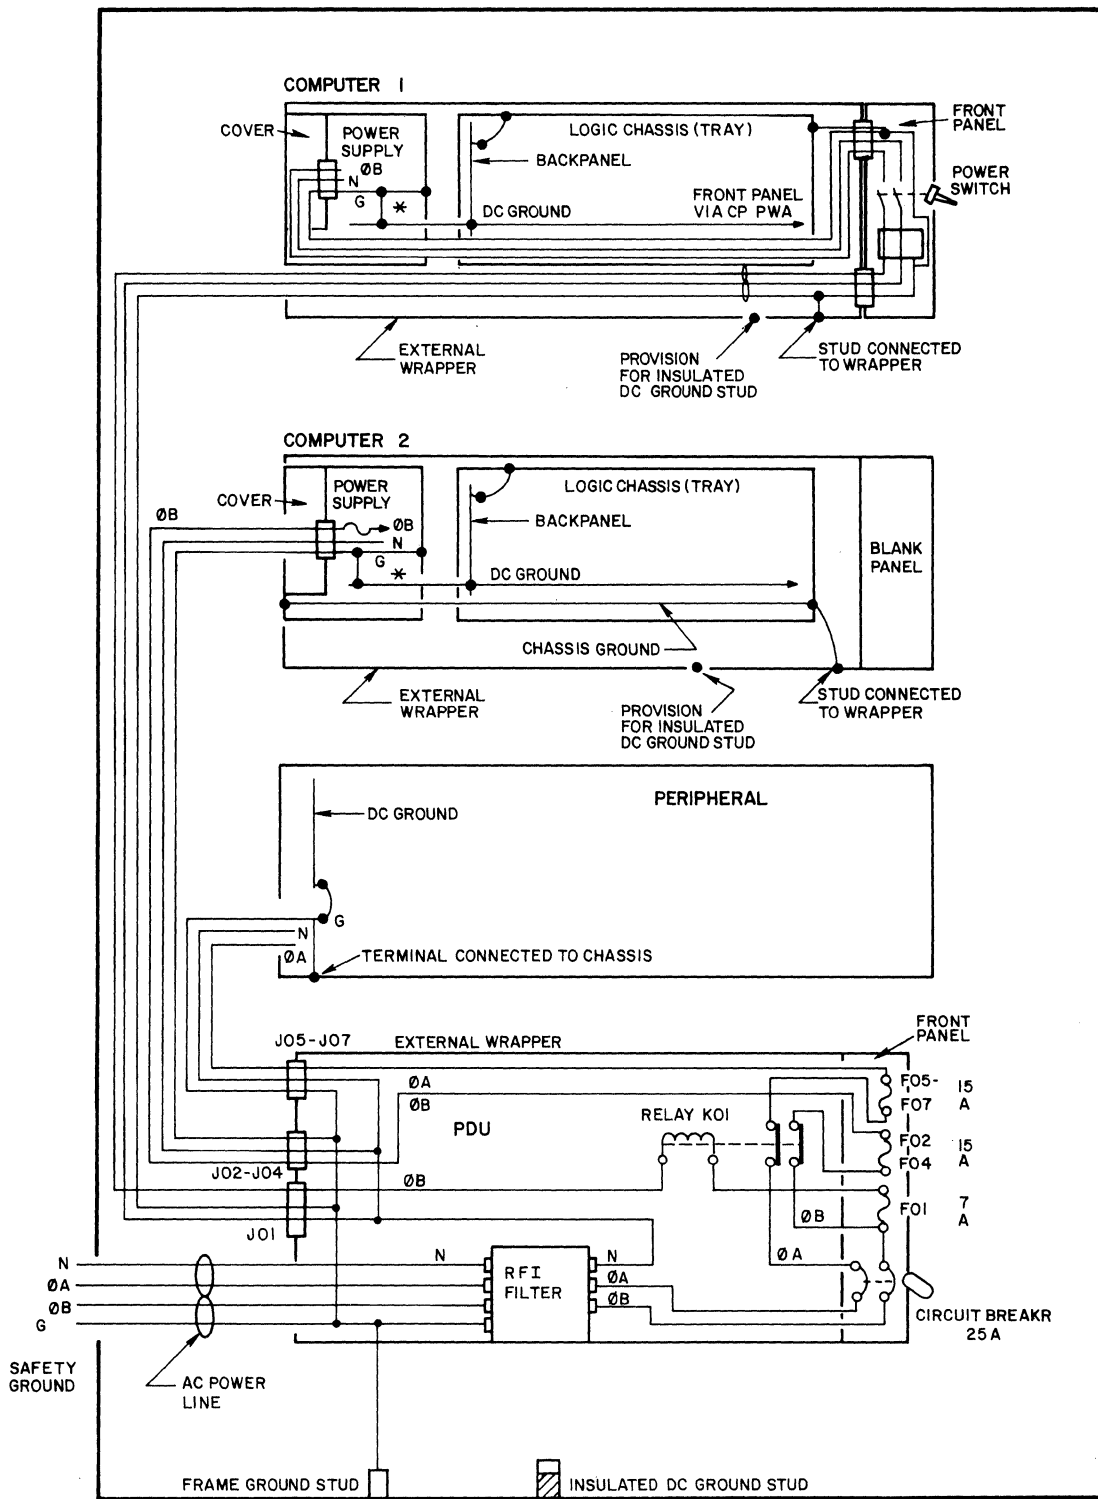 COMPUTER 1
COVER
POWER
SUPPLY
ØB
N
G
*
LOGIC CHASSIS (TRAY)
BACKPANEL
DC GROUND
FRONT PANEL
VIA CP PWA
FRONT
PANEL
POWER
SWITCH
EXTERNAL
WRAPPER
PROVISION
FOR INSULATED
DC GROUND STUD
STUD CONNECTED
TO WRAPPER
COMPUTER 2
COVER
POWER
SUPPLY
ØB
ØB
N
G
*
LOGIC CHASSIS (TRAY)
BACKPANEL
DC GROUND
BLANK
PANEL
CHASSIS GROUND
EXTERNAL
WRAPPER
PROVISION
FOR INSULATED
DC GROUND STUD
STUD CONNECTED
TO WRAPPER
PERIPHERAL
DC GROUND
G
N
ØA
TERMINAL CONNECTED TO CHASSIS
J05-J07
EXTERNAL WRAPPER
FRONT
PANEL
ØA
ØB
PDU
RELAY K01
F05-
F07
15
A
F02
F04
15
A
J02-J04
ØB
F01
7
A
ØB
J01
N
ØA
ØB
G
N
RFI
FILTER
N
ØA
ØB
ØA
CIRCUIT BREAKR
25A
SAFETY
GROUND
AC POWER
LINE
FRAME GROUND STUD
INSULATED DC GROUND STUD